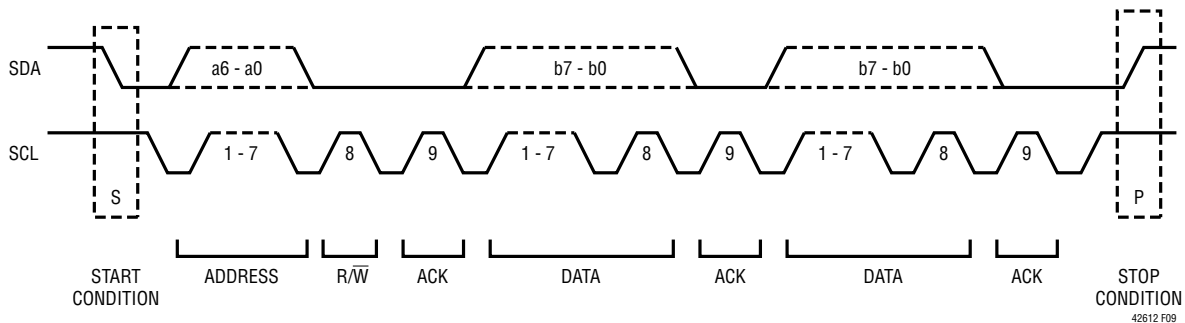 SDA
a6 - a0
b7 - b0
b7 - b0
SCL
1 - 7
8
9
1 - 7
8
9
1 - 7
8
9
S
P
START
CONDITION
ADDRESS
R/W̅
ACK
DATA
ACK
DATA
ACK
STOP
CONDITION
42612 F09